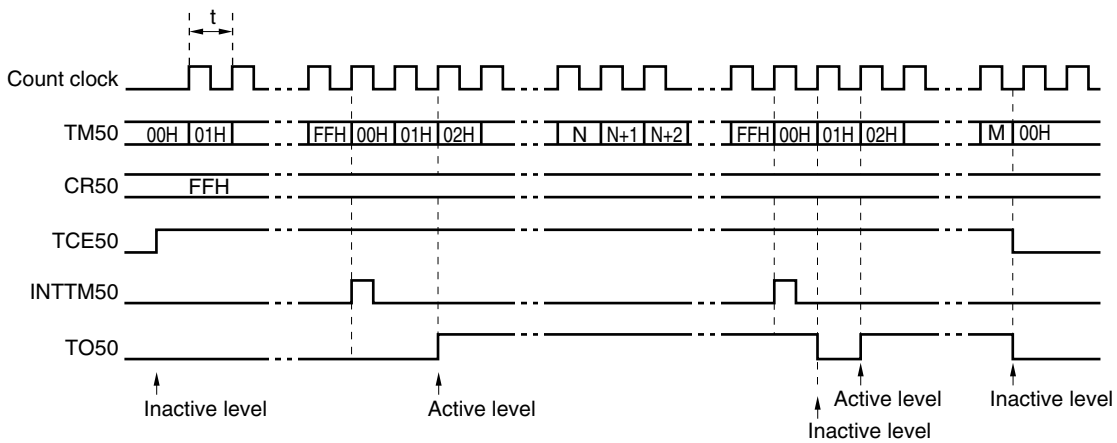 t
Count clock
TM50 00H 01H FFH 00H 01H 02H N N+1 N+2 FFH 00H 01H 02H M 00H
CR50 FFH
TCE50
INTTM50
TO50
Inactive level Active level Active level Inactive level
Inactive level